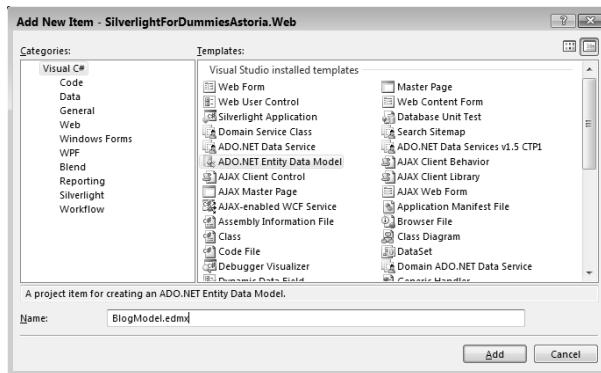 Add New Item - SilverlightForDummiesAstoria.Web
Categories:
Templates:
Visual C#
Code
Data
General
Web
Windows Forms
WPF
Blend
Reporting
Silverlight
Workflow
Visual Studio installed templates
Web Form
Web User Control
Silverlight Application
Domain Service Class
ADO.NET Data Service
ADO.NET Entity Data Model
AJAX Client Control
AJAX Master Page
AJAX-enabled WCF Service
Assembly Information File
Class
Code File
Debugger Visualizer
Dynamic Data Field
Master Page
Web Content Form
Database Unit Test
Search Sitemap
ADO.NET Data Services v1.5 CTP1
AJAX Client Behavior
AJAX Client Library
AJAX Web Form
Application Manifest File
Browser File
Class Diagram
DataSet
Domain ADO.NET Data Service
Generic Handler
A project item for creating an ADO.NET Entity Data Model.
Name:
BlogModel.edmx
Add
Cancel